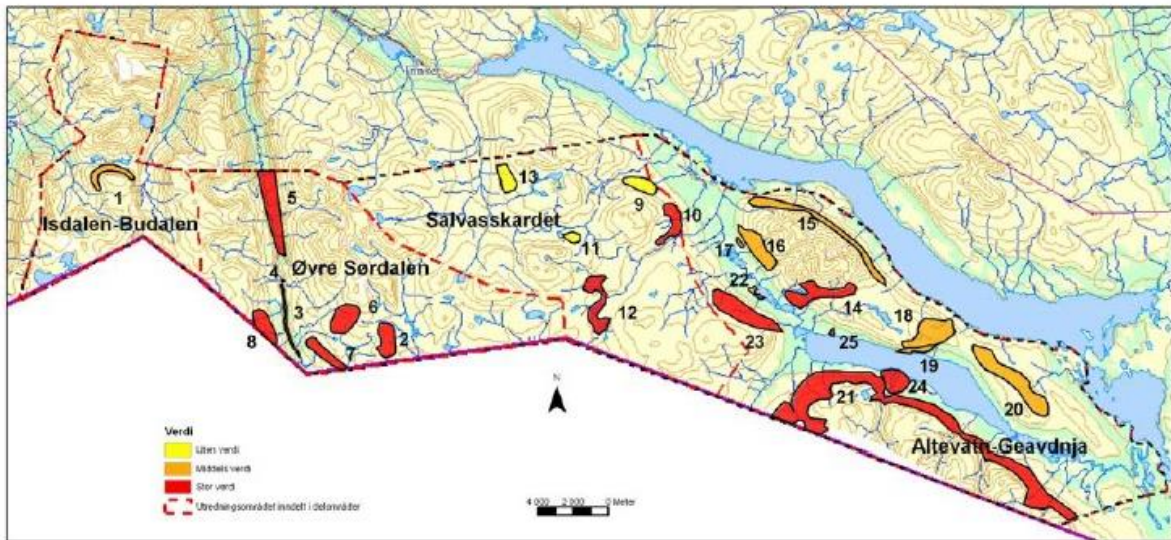 13
9
10
15
1
5
Salvasskardet
Isdalen-Budalen
11
17
16
4
Øvre Sørdalen
22
14
6
18
3
12
8
7
2
23
25
19
24
21
20
N
Verdi
Liten verdi
Middels verdi
Stor verdi
Utredningsområdet inndelt i delområder
Altevatn-Geavdnja
4 000 2 000 0 Meter